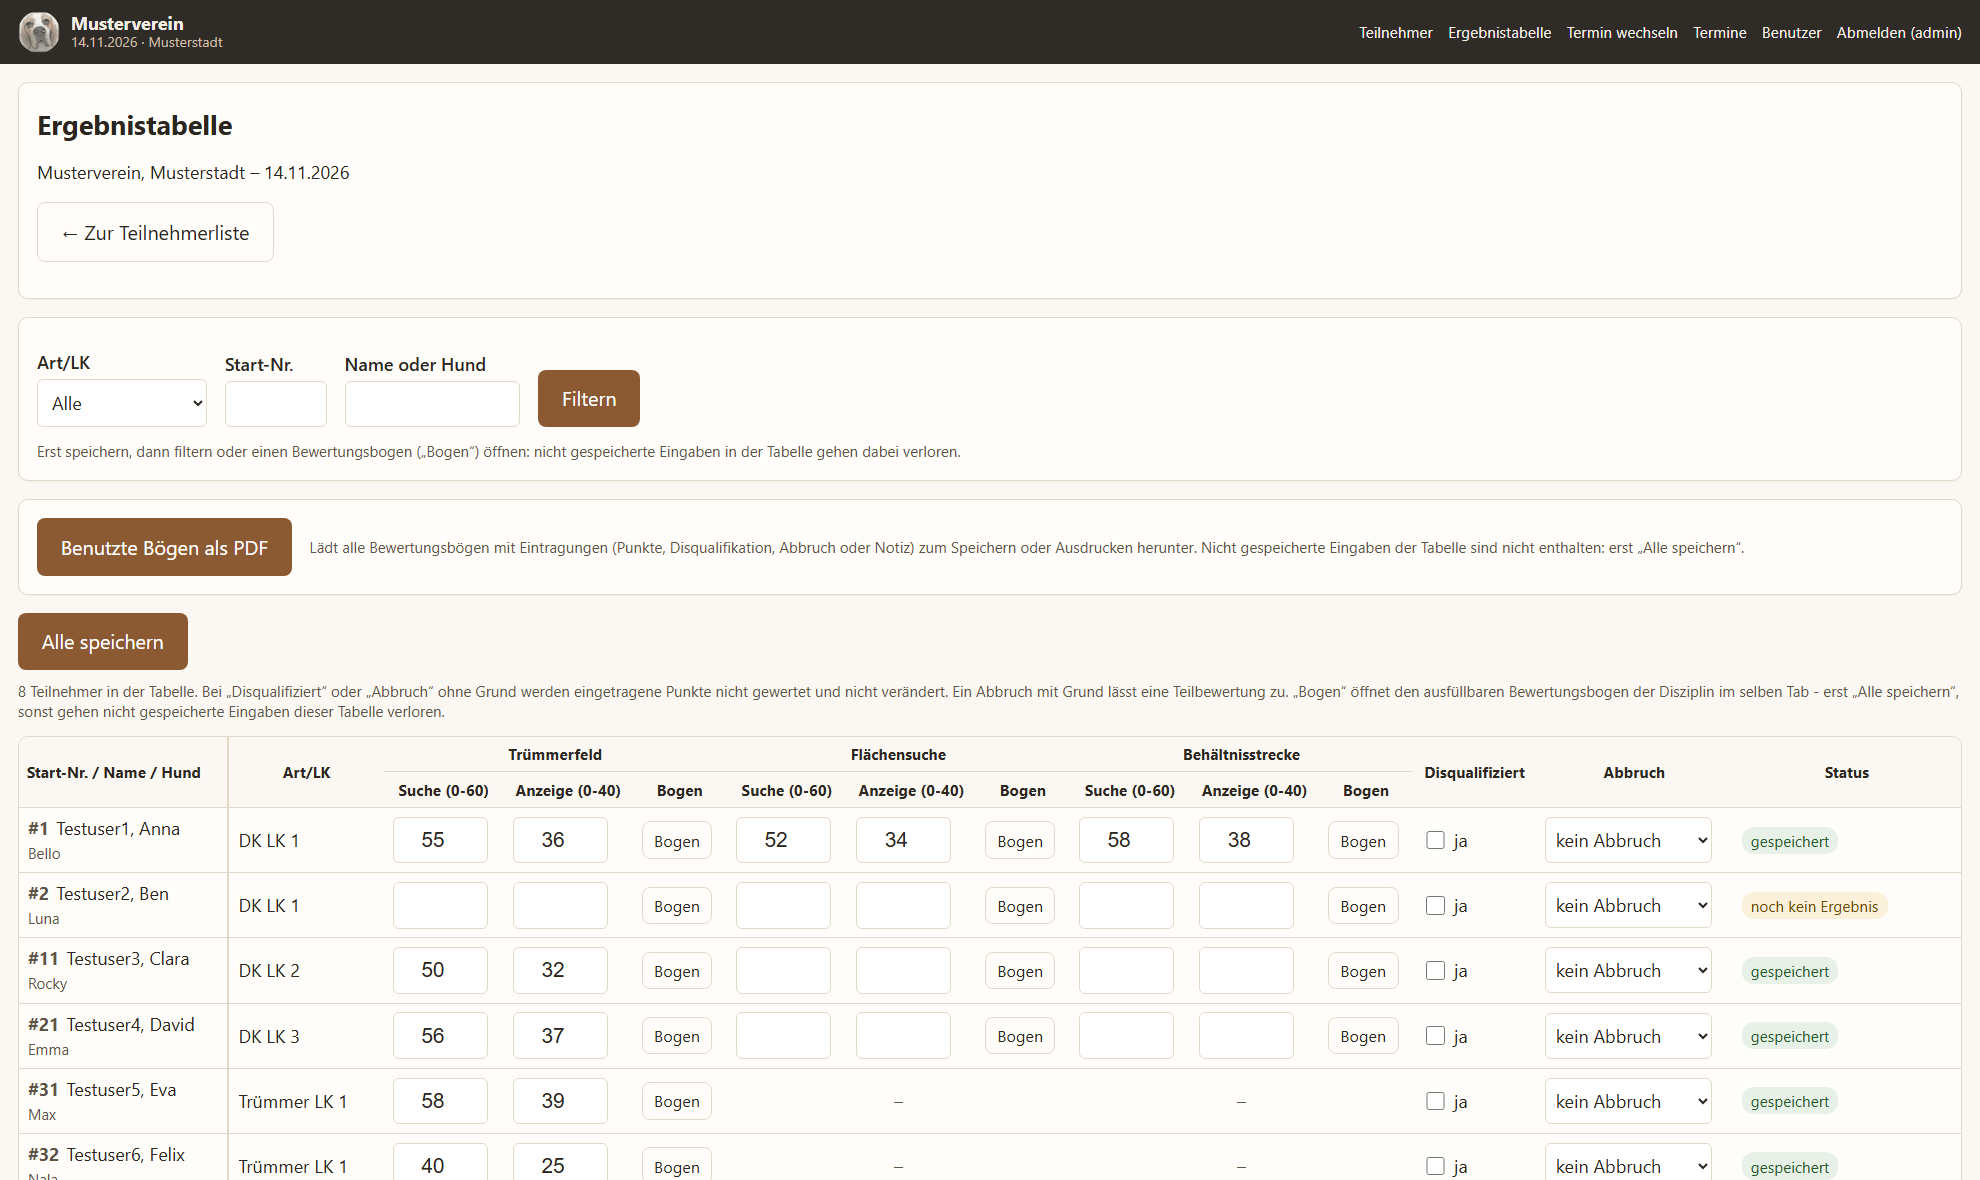 Musterverein
14.11.2026 · Musterstadt
Teilnehmer Ergebnistabelle Termin wechseln Termine Benutzer Abmelden (admin)
Ergebnistabelle
Musterverein, Musterstadt – 14.11.2026
← Zur Teilnehmerliste
Art/LK Start-Nr. Name oder Hund
Alle Filtern
Erst speichern, dann filtern oder einen Bewertungsbogen („Bogen“) öffnen: nicht gespeicherte Eingaben in der Tabelle gehen dabei verloren.
Benutzte Bögen als PDF Lädt alle Bewertungsbögen mit Eintragungen (Punkte, Disqualifikation, Abbruch oder Notiz) zum Speichern oder Ausdrucken herunter. Nicht gespeicherte Eingaben der Tabelle sind nicht enthalten: erst „Alle speichern“.
Alle speichern
8 Teilnehmer in der Tabelle. Bei „Disqualifiziert“ oder „Abbruch“ ohne Grund werden eingetragene Punkte nicht gewertet und nicht verändert. Ein Abbruch mit Grund lässt eine Teilbewertung zu. „Bogen“ öffnet den ausfüllbaren Bewertungsbogen der Disziplin im selben Tab - erst „Alle speichern“,
sonst gehen nicht gespeicherte Eingaben dieser Tabelle verloren.
Trümmerfeld Flächensuche Behältnisstrecke
Start-Nr. / Name / Hund Art/LK Disqualifiziert Abbruch Status
Suche (0-60) Anzeige (0-40) Bogen Suche (0-60) Anzeige (0-40) Bogen Suche (0-60) Anzeige (0-40) Bogen
#1 Testuser1, Anna
Bello
DK LK 1 55 36 Bogen 52 34 Bogen 58 38 Bogen ja kein Abbruch gespeichert
#2 Testuser2, Ben
Luna
DK LK 1 Bogen Bogen Bogen ja kein Abbruch noch kein Ergebnis
#11 Testuser3, Clara
Rocky
DK LK 2 50 32 Bogen Bogen Bogen ja kein Abbruch gespeichert
#21 Testuser4, David
Emma
DK LK 3 56 37 Bogen Bogen Bogen ja kein Abbruch gespeichert
#31 Testuser5, Eva
Max
Trümmer LK 1 58 39 Bogen – – ja kein Abbruch gespeichert
#32 Testuser6, Felix
Nala
Trümmer LK 1 40 25 Bogen – – ja kein Abbruch gespeichert